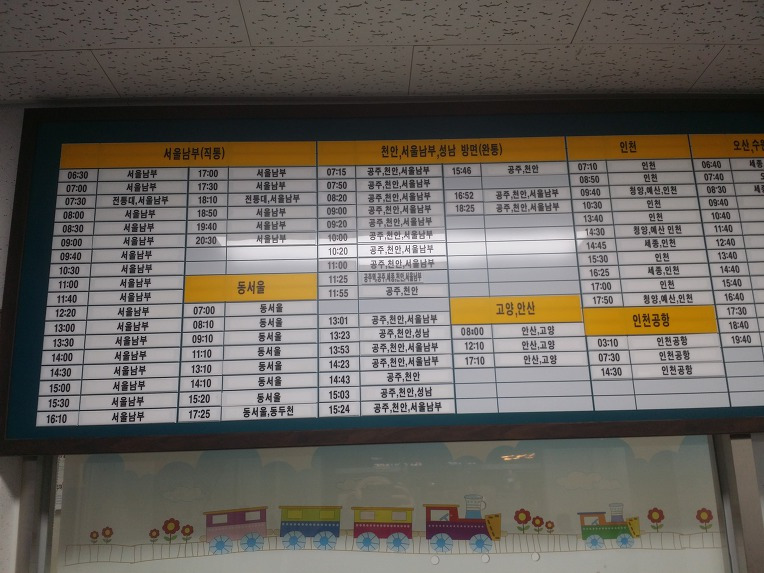 서울남부(직통)
06:30 서울남부
07:00 서울남부
07:30 전통대,서울남부
08:00 서울남부
08:30 서울남부
09:00 서울남부
09:40 서울남부
10:30 서울남부
11:00 서울남부
11:40 서울남부
12:20 서울남부
13:00 서울남부
13:30 서울남부
14:00 서울남부
14:30 서울남부
15:00 서울남부
15:30 서울남부
16:10 서울남부
17:00 서울남부
17:30 서울남부
18:10 전통대,서울남부
18:50 서울남부
19:40 서울남부
20:30 서울남부
동서울
07:00 동서울
08:10 동서울
09:10 동서울
11:10 동서울
13:10 동서울
14:10 동서울
15:20 동서울
17:25 동서울,동두천
천안,서울남부,성남 방면(완통)
07:15 공주,천안,서울남부
07:50 공주,천안,서울남부
08:20 공주,천안,서울남부
09:00 공주,천안,서울남부
09:20 공주,천안,서울남부
10:00 공주,천안,서울남부
10:20 공주,천안,서울남부
11:00 공주,천안,서울남부
11:25 공주역,공주,세종,천안,서울남부
11:55 공주,천안
13:01 공주,천안,서울남부
13:23 공주,천안,성남
13:53 공주,천안,서울남부
14:23 공주,천안,서울남부
14:43 공주,천안
15:03 공주,천안,성남
15:24 공주,천안,서울남부
15:46 공주,천안
16:52 공주,천안,서울남부
18:25 공주,천안,서울남부
고양,안산
08:00 안산,고양
12:10 안산,고양
17:10 안산,고양
인천
07:10 인천
08:50 인천
09:40 청양,예산,인천
10:30 인천
13:40 인천
14:30 청양,예산 인천
14:45 세종,인천
15:30 인천
16:25 세종,인천
17:00 인천
17:50 청양,예산,인천
인천공항
03:10 인천공항
07:30 인천공항
14:30 인천공항
오산,수원
06:40 세종
07:40
08:30 세종
09:40
10:40
11:40
12:40
13:40
14:40
15:40
16:40
17:30
18:40
19:40